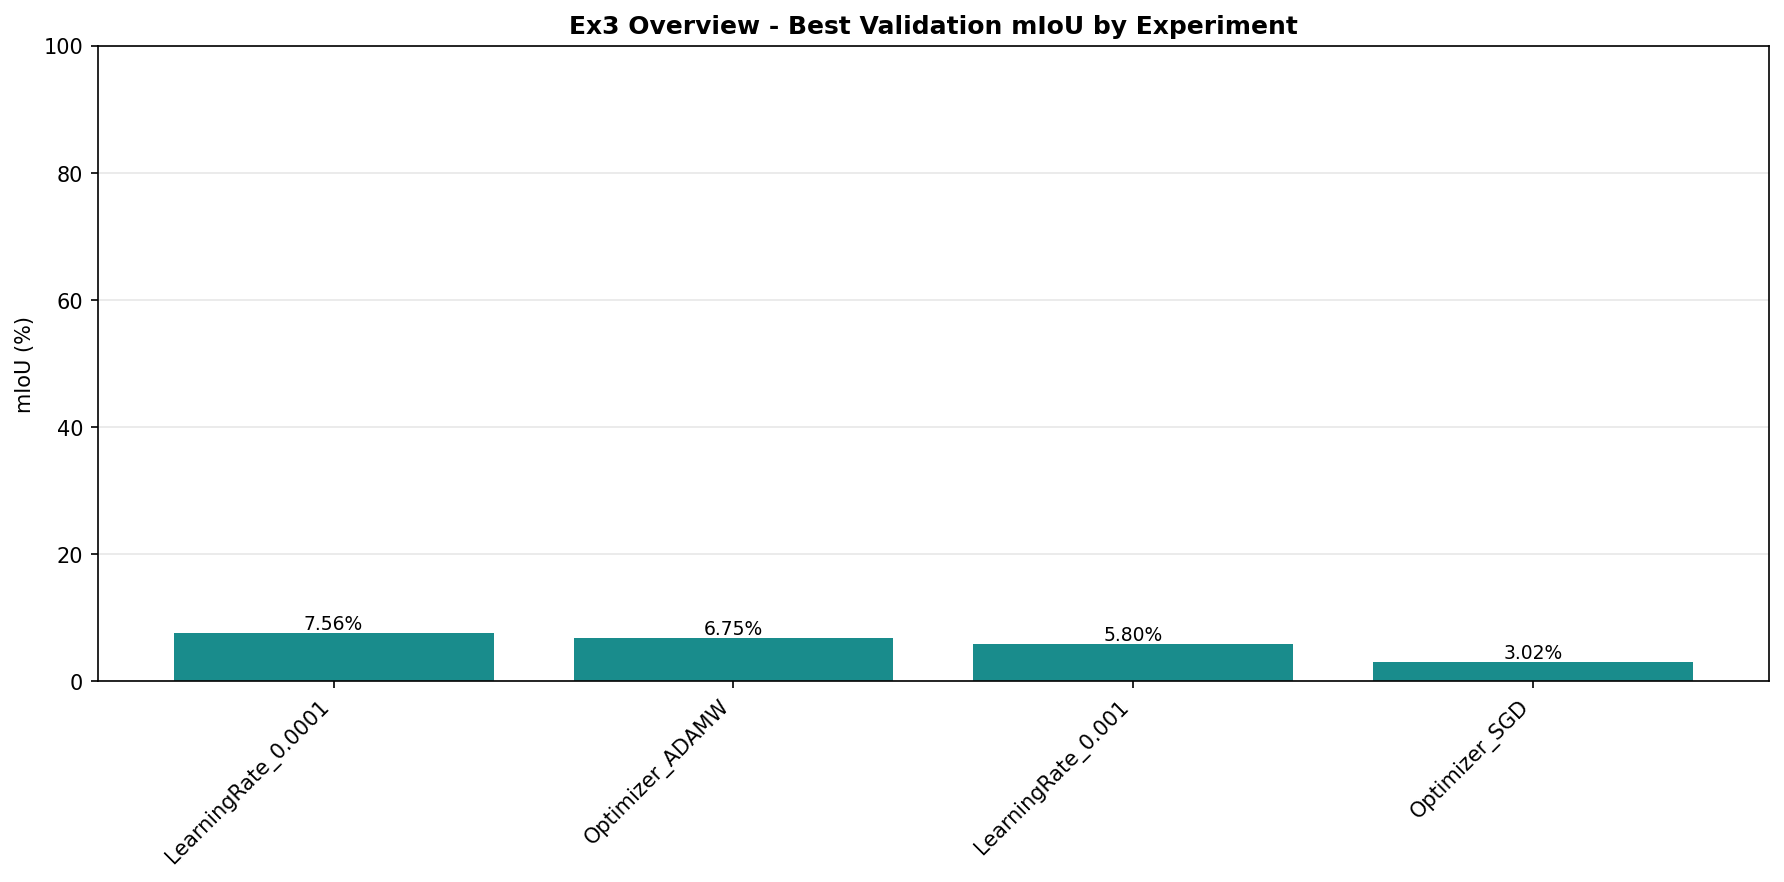 Ex3 Overview - Best Validation mIoU by Experiment
mIoU (%)
100
80
60
40
20
0
7.56%
6.75%
5.80%
3.02%
LearningRate_0.0001
Optimizer_ADAMW
LearningRate_0.001
Optimizer_SGD